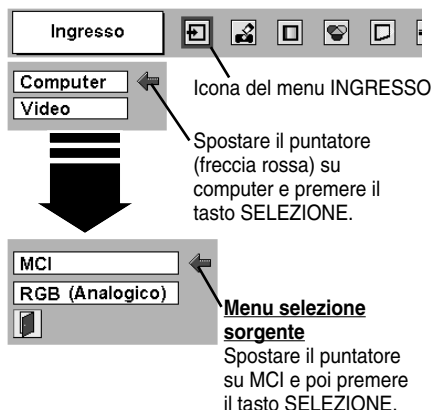 Ingresso
Computer
Video
Icona del menu INGRESSO
Spostare il puntatore
(freccia rossa) su
computer e premere il
tasto SELEZIONE.
MCI
RGB (Analogico)
Menu selezione
sorgente
Spostare il puntatore
su MCI e poi premere
il tasto SELEZIONE.